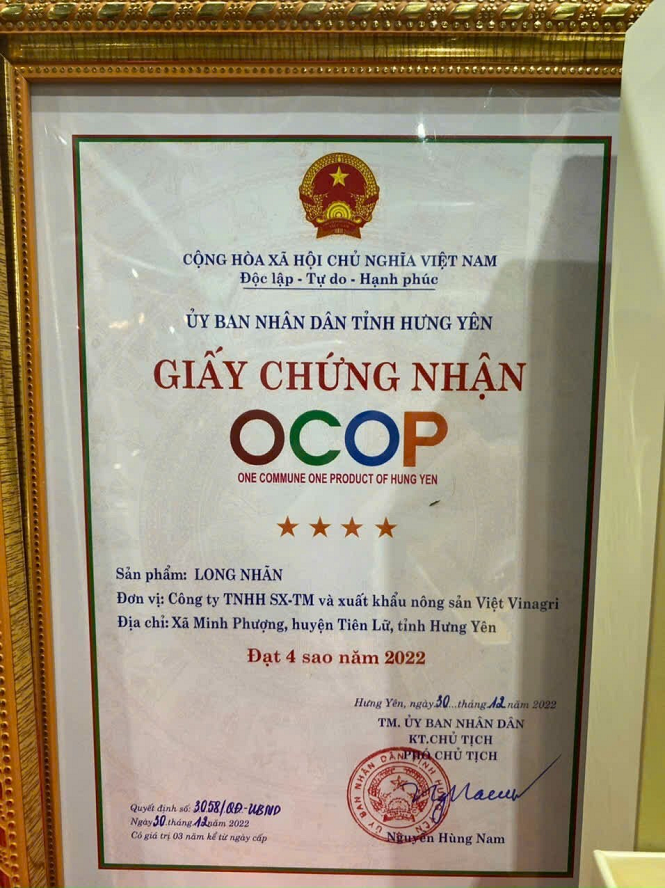 CỘNG HÒA XÃ HỘI CHỦ NGHĨA VIỆT NAM
Độc lập - Tự do - Hạnh phúc
ỦY BAN NHÂN DÂN TỈNH HƯNG YÊN
GIẤY CHỨNG NHẬN
OCOP
ONE COMMUNE ONE PRODUCT OF HUNG YEN
Sản phẩm: LONG NHÃN
Đơn vị: Công ty TNHH SX-TM và xuất khẩu nông sản Việt Vinagri
Địa chỉ: Xã Minh Phượng, huyện Tiên Lữ, tỉnh Hưng Yên
Đạt 4 sao năm 2022
Hưng Yên, ngày 30...tháng 12 năm 2022
TM. ỦY BAN NHÂN DÂN
KT.CHỦ TỊCH
PHÓ CHỦ TỊCH
Quyết định số: 3058/QĐ-UBND
Ngày 30 tháng 12 năm 2022
Có giá trị 03 năm kể từ ngày cấp
Nguyễn Hùng Nam